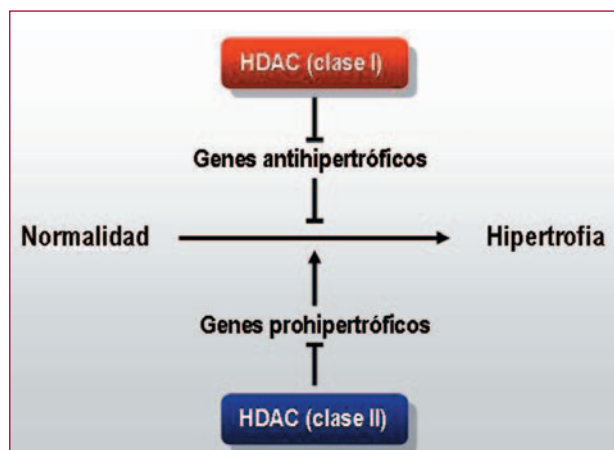 HDAC (clase I)
Genes antihipertróficos
Normalidad
Hipertrofia
Genes prohipertróficos
HDAC (clase II)